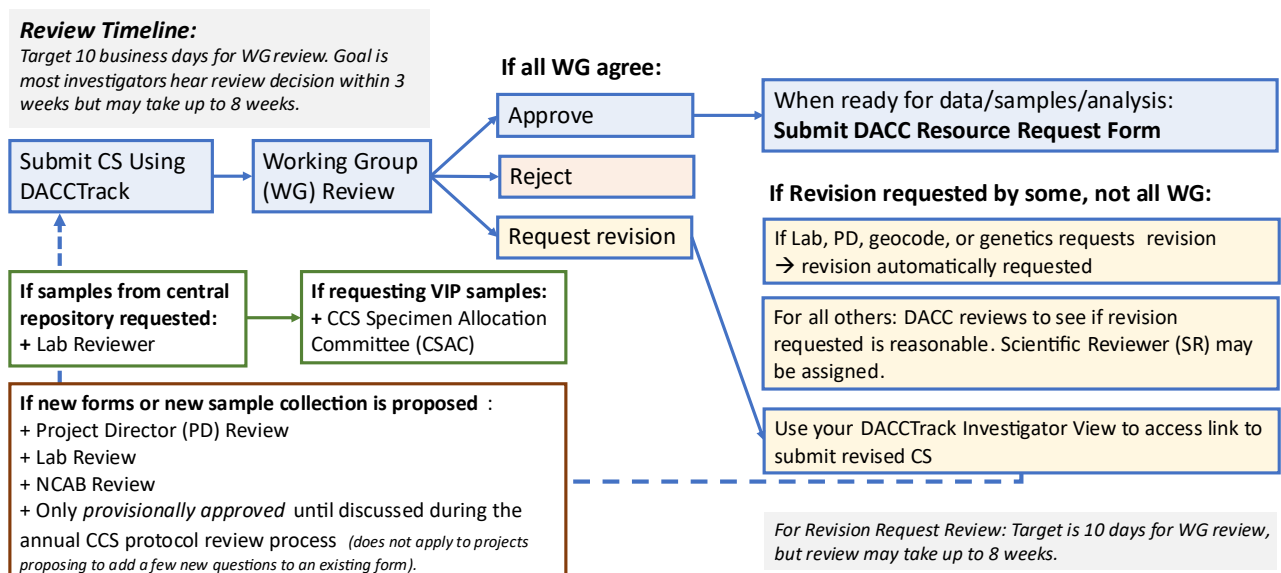 Review Timeline:
Target 10 business days for WG review. Goal is
most investigators hear review decision within 3
weeks but may take up to 8 weeks.
Submit CS Using
DACCTrack
Working Group
(WG) Review
If all WG agree:
Approve
Reject
Request revision
When ready for data/samples/analysis:
Submit DACC Resource Request Form
If Revision requested by some, not all WG:
If Lab, PD, geocode, or genetics requests revision
→ revision automatically requested
For all others: DACC reviews to see if revision
requested is reasonable. Scientific Reviewer (SR) may
be assigned.
Use your DACCTrack Investigator View to access link to
submit revised CS
If samples from central
repository requested:
+ Lab Reviewer
If requesting VIP samples:
+ CCS Specimen Allocation
Committee (CSAC)
If new forms or new sample collection is proposed :
+ Project Director (PD) Review
+ Lab Review
+ NCAB Review
+ Only provisionally approved until discussed during the
annual CCS protocol review process (does not apply to projects
proposing to add a few new questions to an existing form).
For Revision Request Review: Target is 10 days for WG review,
but review may take up to 8 weeks.